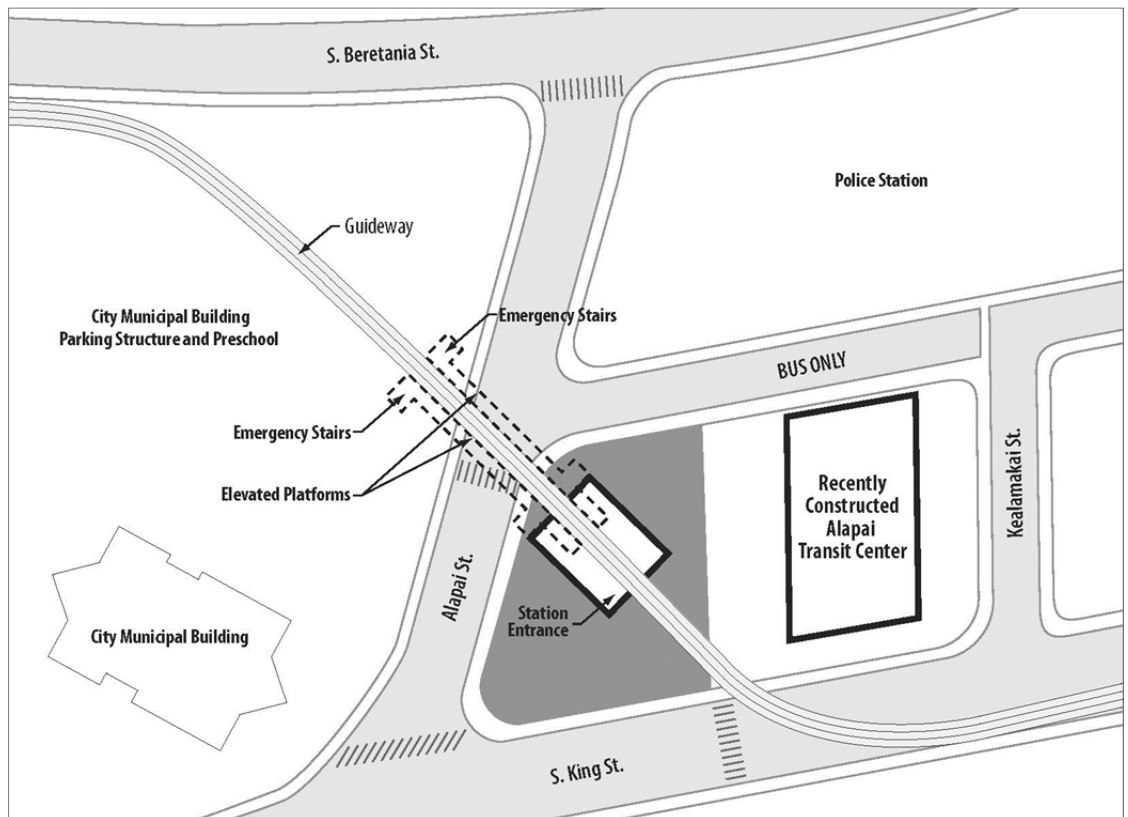 S. Beretania St.
Police Station
Guideway
City Municipal Building
Parking Structure and Preschool
Emergency Stairs
BUS ONLY
Emergency Stairs
Elevated Platforms
Recently
Constructed
Alapai
Transit Center
Kealamakai St.
Alapai St.
Station
Entrance
City Municipal Building
S. King St.